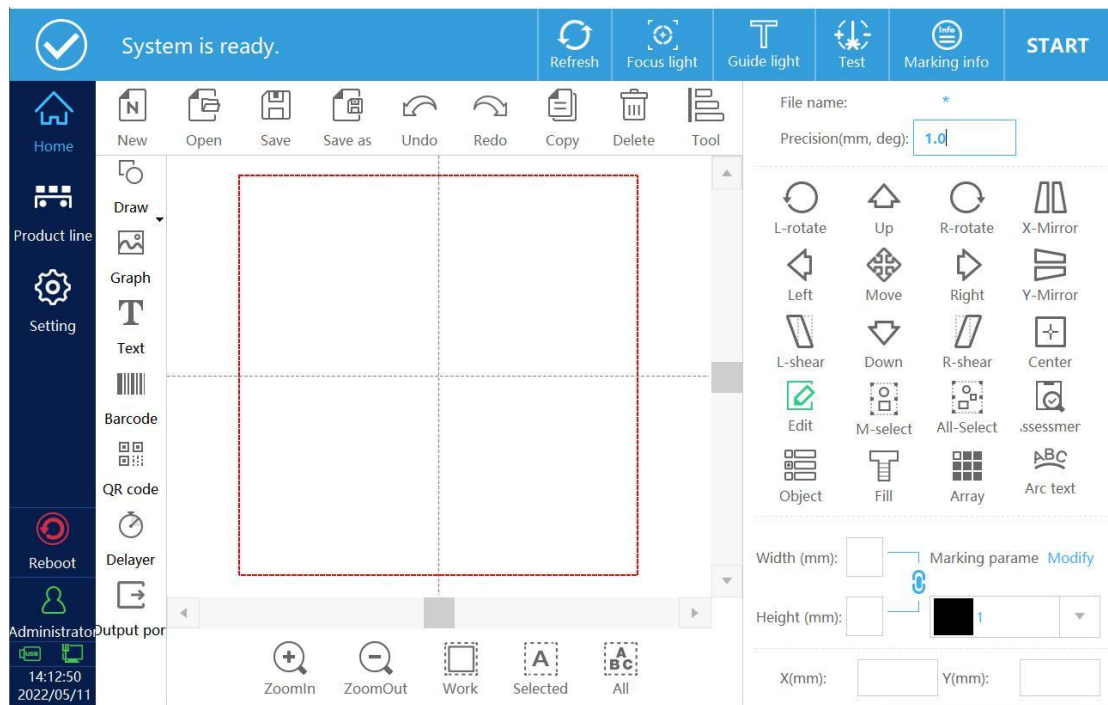 System is ready.
Refresh
Focus light
Guide light
Test
Info
Marking info
START
Home
Product line
Setting
Reboot
Administrator
USB
14:12:50
2022/05/11
N
New
Open
Save
Save as
Undo
Redo
Copy
Delete
Tool
Draw
Graph
T
Text
Barcode
QR code
Delayer
Output por
ZoomIn
ZoomOut
Work
A
Selected
A
BC
All
File name: *
Precision(mm, deg): 1.0
L-rotate
Up
R-rotate
X-Mirror
Left
Move
Right
Y-Mirror
L-shear
Down
R-shear
Center
Edit
M-select
All-Select
Assessmer
Object
Fill
Array
ABC
Arc text
Width (mm):
Marking parame Modify
Height (mm):
1
X(mm):
Y(mm):